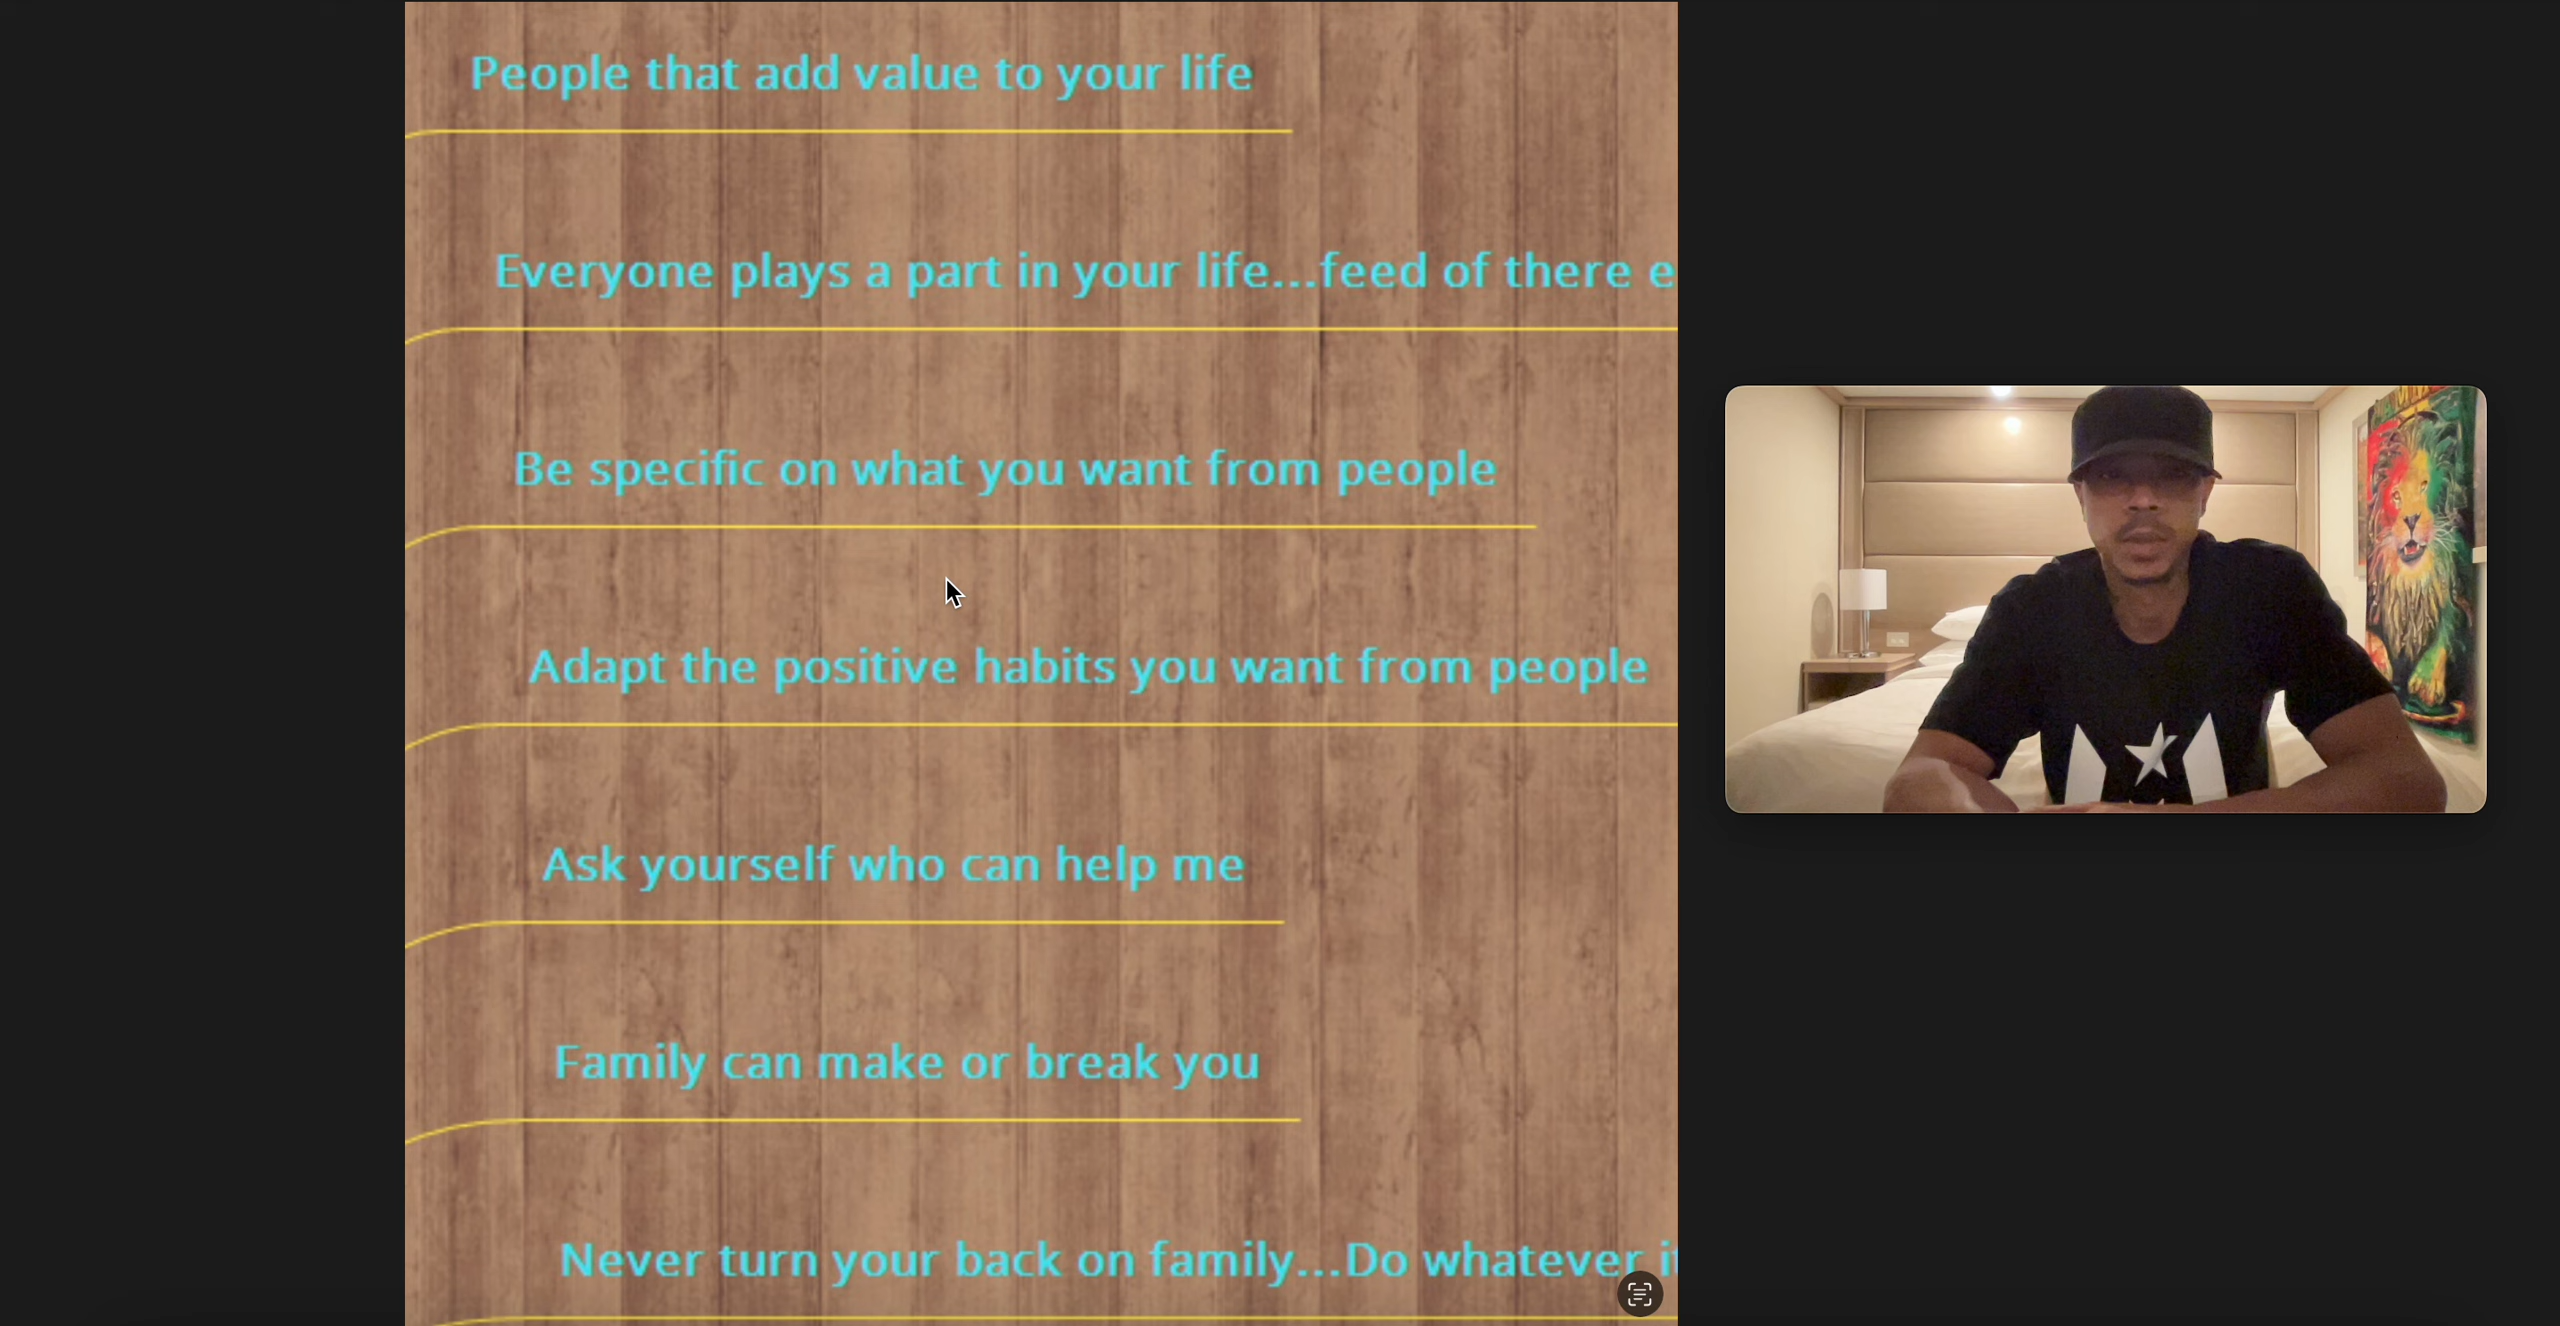 People that add value to your life
Everyone plays a part in your life...feed of there e
Be specific on what you want from people
Adapt the positive habits you want from people
Ask yourself who can help me
Family can make or break you
Never turn your back on family...Do whatever it